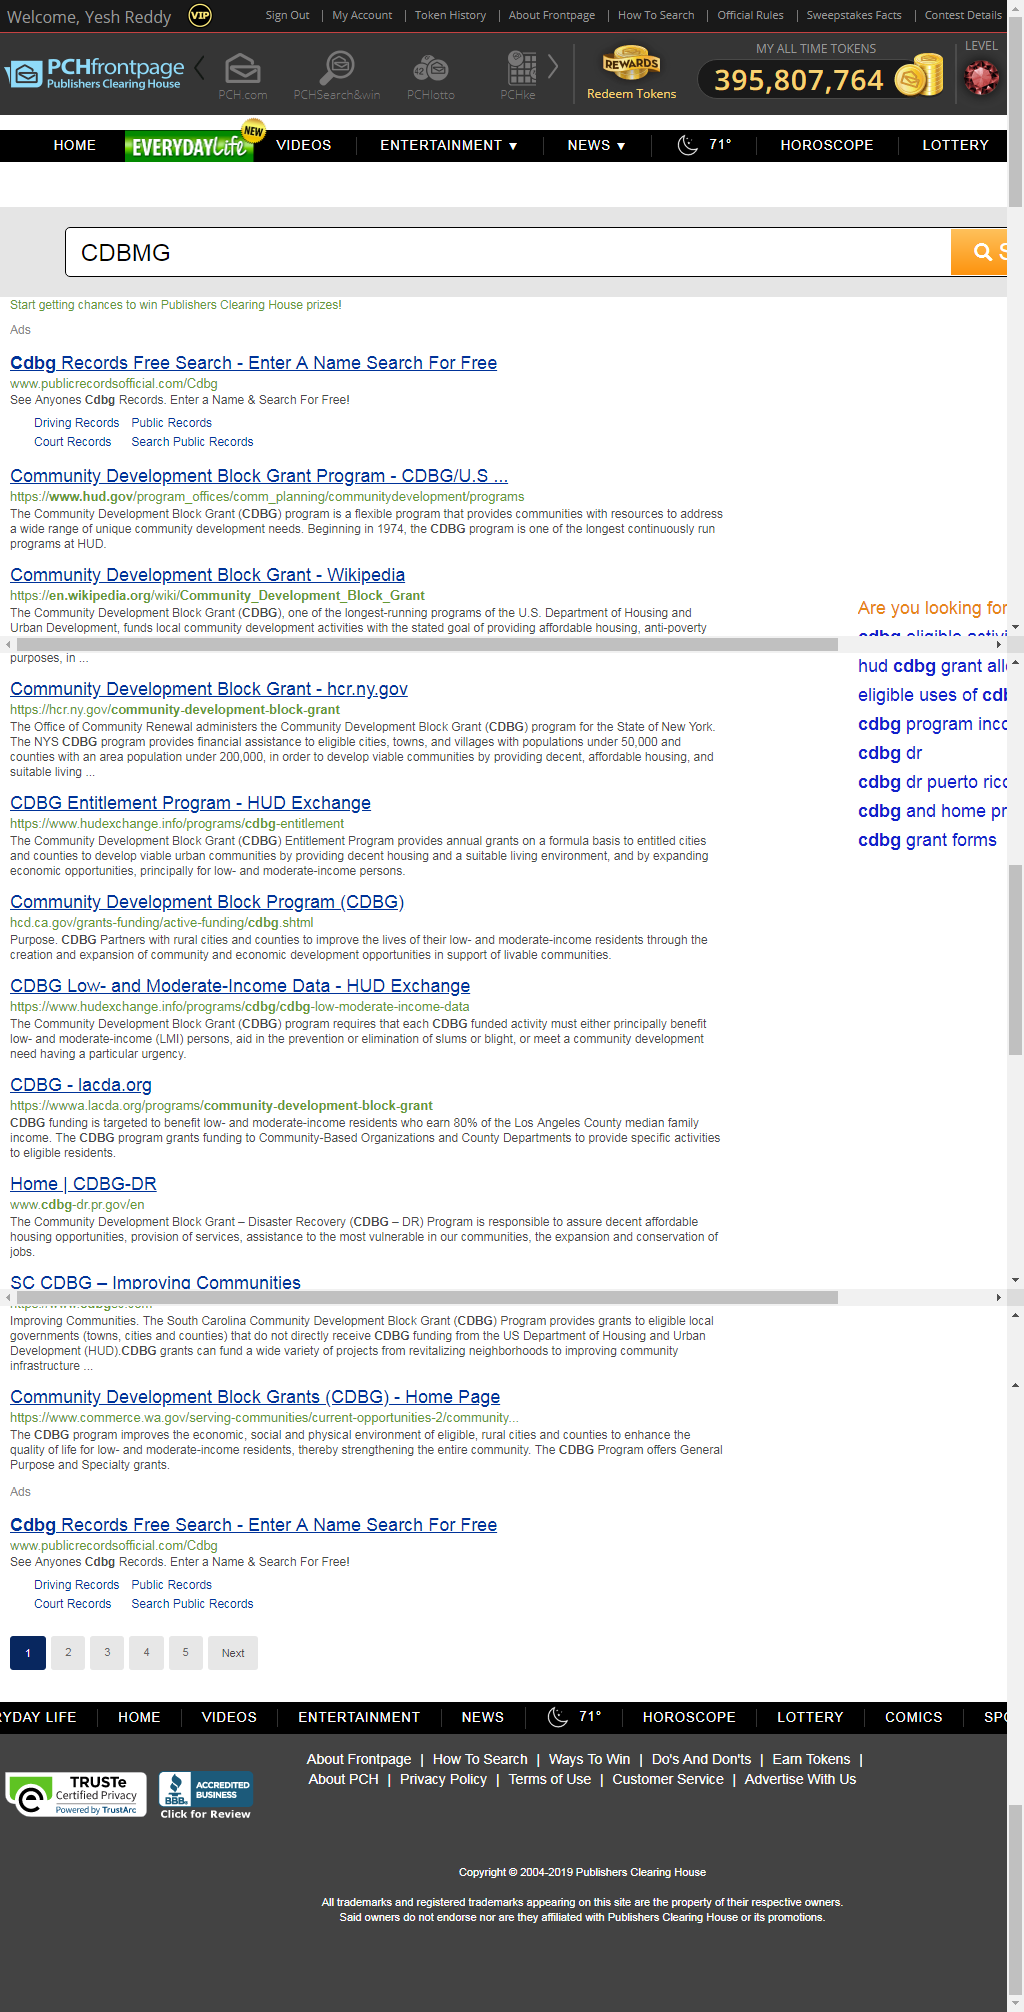 Welcome, Yesh Reddy VIP Sign Out | My Account | Token History | About Frontpage | How To Search | Official Rules | Sweepstakes Facts | Contest Details
PCHfrontpage
Publishers Clearing House
PCH.com PCHSearch&win PCHlotto PCHke
REWARDS
Redeem Tokens
MY ALL TIME TOKENS
395,807,764
LEVEL
HOME EVERYDAY Life NEW VIDEOS ENTERTAINMENT ▼ NEWS ▼ 71° HOROSCOPE LOTTERY
CDBMG
Start getting chances to win Publishers Clearing House prizes!
Ads
Cdbg Records Free Search - Enter A Name Search For Free
www.publicrecordsofficial.com/Cdbg
See Anyones Cdbg Records. Enter a Name & Search For Free!
Driving Records Public Records
Court Records Search Public Records
Community Development Block Grant Program - CDBG/U.S ...
https://www.hud.gov/program_offices/comm_planning/communitydevelopment/programs
The Community Development Block Grant (CDBG) program is a flexible program that provides communities with resources to address
a wide range of unique community development needs. Beginning in 1974, the CDBG program is one of the longest continuously run
programs at HUD.
Community Development Block Grant - Wikipedia
https://en.wikipedia.org/wiki/Community_Development_Block_Grant
The Community Development Block Grant (CDBG), one of the longest-running programs of the U.S. Department of Housing and
Urban Development, funds local community development activities with the stated goal of providing affordable housing, anti-poverty
purposes, in ...
Are you looking for
cdbg eligible activi
hud cdbg grant all
eligible uses of cdb
cdbg program inco
cdbg dr
cdbg dr puerto rico
cdbg and home pr
cdbg grant forms
Community Development Block Grant - hcr.ny.gov
https://hcr.ny.gov/community-development-block-grant
The Office of Community Renewal administers the Community Development Block Grant (CDBG) program for the State of New York.
The NYS CDBG program provides financial assistance to eligible cities, towns, and villages with populations under 50,000 and
counties with an area population under 200,000, in order to develop viable communities by providing decent, affordable housing, and
suitable living ...
CDBG Entitlement Program - HUD Exchange
https://www.hudexchange.info/programs/cdbg-entitlement
The Community Development Block Grant (CDBG) Entitlement Program provides annual grants on a formula basis to entitled cities
and counties to develop viable urban communities by providing decent housing and a suitable living environment, and by expanding
economic opportunities, principally for low- and moderate-income persons.
Community Development Block Program (CDBG)
hcd.ca.gov/grants-funding/active-funding/cdbg.shtml
Purpose. CDBG Partners with rural cities and counties to improve the lives of their low- and moderate-income residents through the
creation and expansion of community and economic development opportunities in support of livable communities.
CDBG Low- and Moderate-Income Data - HUD Exchange
https://www.hudexchange.info/programs/cdbg/cdbg-low-moderate-income-data
The Community Development Block Grant (CDBG) program requires that each CDBG funded activity must either principally benefit
low- and moderate-income (LMI) persons, aid in the prevention or elimination of slums or blight, or meet a community development
need having a particular urgency.
CDBG - lacda.org
https://wwwa.lacda.org/programs/community-development-block-grant
CDBG funding is targeted to benefit low- and moderate-income residents who earn 80% of the Los Angeles County median family
income. The CDBG program grants funding to Community-Based Organizations and County Departments to provide specific activities
to eligible residents.
Home | CDBG-DR
www.cdbg-dr.pr.gov/en
The Community Development Block Grant – Disaster Recovery (CDBG – DR) Program is responsible to assure decent affordable
housing opportunities, provision of services, assistance to the most vulnerable in our communities, the expansion and conservation of
jobs.
SC CDBG – Improving Communities
https://www.cdbgsc.com
Improving Communities. The South Carolina Community Development Block Grant (CDBG) Program provides grants to eligible local
governments (towns, cities and counties) that do not directly receive CDBG funding from the US Department of Housing and Urban
Development (HUD).CDBG grants can fund a wide variety of projects from revitalizing neighborhoods to improving community
infrastructure ...
Community Development Block Grants (CDBG) - Home Page
https://www.commerce.wa.gov/serving-communities/current-opportunities-2/community...
The CDBG program improves the economic, social and physical environment of eligible, rural cities and counties to enhance the
quality of life for low- and moderate-income residents, thereby strengthening the entire community. The CDBG Program offers General
Purpose and Specialty grants.
Ads
Cdbg Records Free Search - Enter A Name Search For Free
www.publicrecordsofficial.com/Cdbg
See Anyones Cdbg Records. Enter a Name & Search For Free!
Driving Records Public Records
Court Records Search Public Records
1 2 3 4 5 Next
RYDAY LIFE HOME VIDEOS ENTERTAINMENT NEWS 71° HOROSCOPE LOTTERY COMICS SPO
About Frontpage | How To Search | Ways To Win | Do's And Don'ts | Earn Tokens |
About PCH | Privacy Policy | Terms of Use | Customer Service | Advertise With Us
TRUSTe
Certified Privacy
Powered by TrustArc
BBB.
ACCREDITED
BUSINESS
Click for Review
Copyright © 2004-2019 Publishers Clearing House
All trademarks and registered trademarks appearing on this site are the property of their respective owners.
Said owners do not endorse nor are they affiliated with Publishers Clearing House or its promotions.